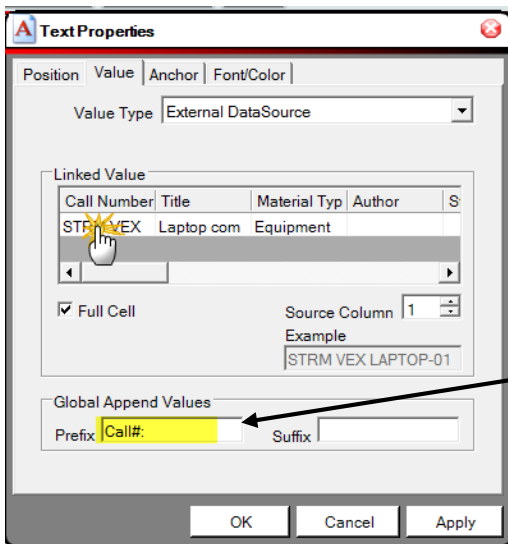 Text Properties
Position Value Anchor Font/Color
Value Type External DataSource
Linked Value
Call Number Title Material Typ Author S
VEX Laptop com Equipment
Full Cell Source Column 1
Example
STRM VEX LAPTOP-01
Global Append Values
Prefix Call#: Suffix
OK Cancel Apply